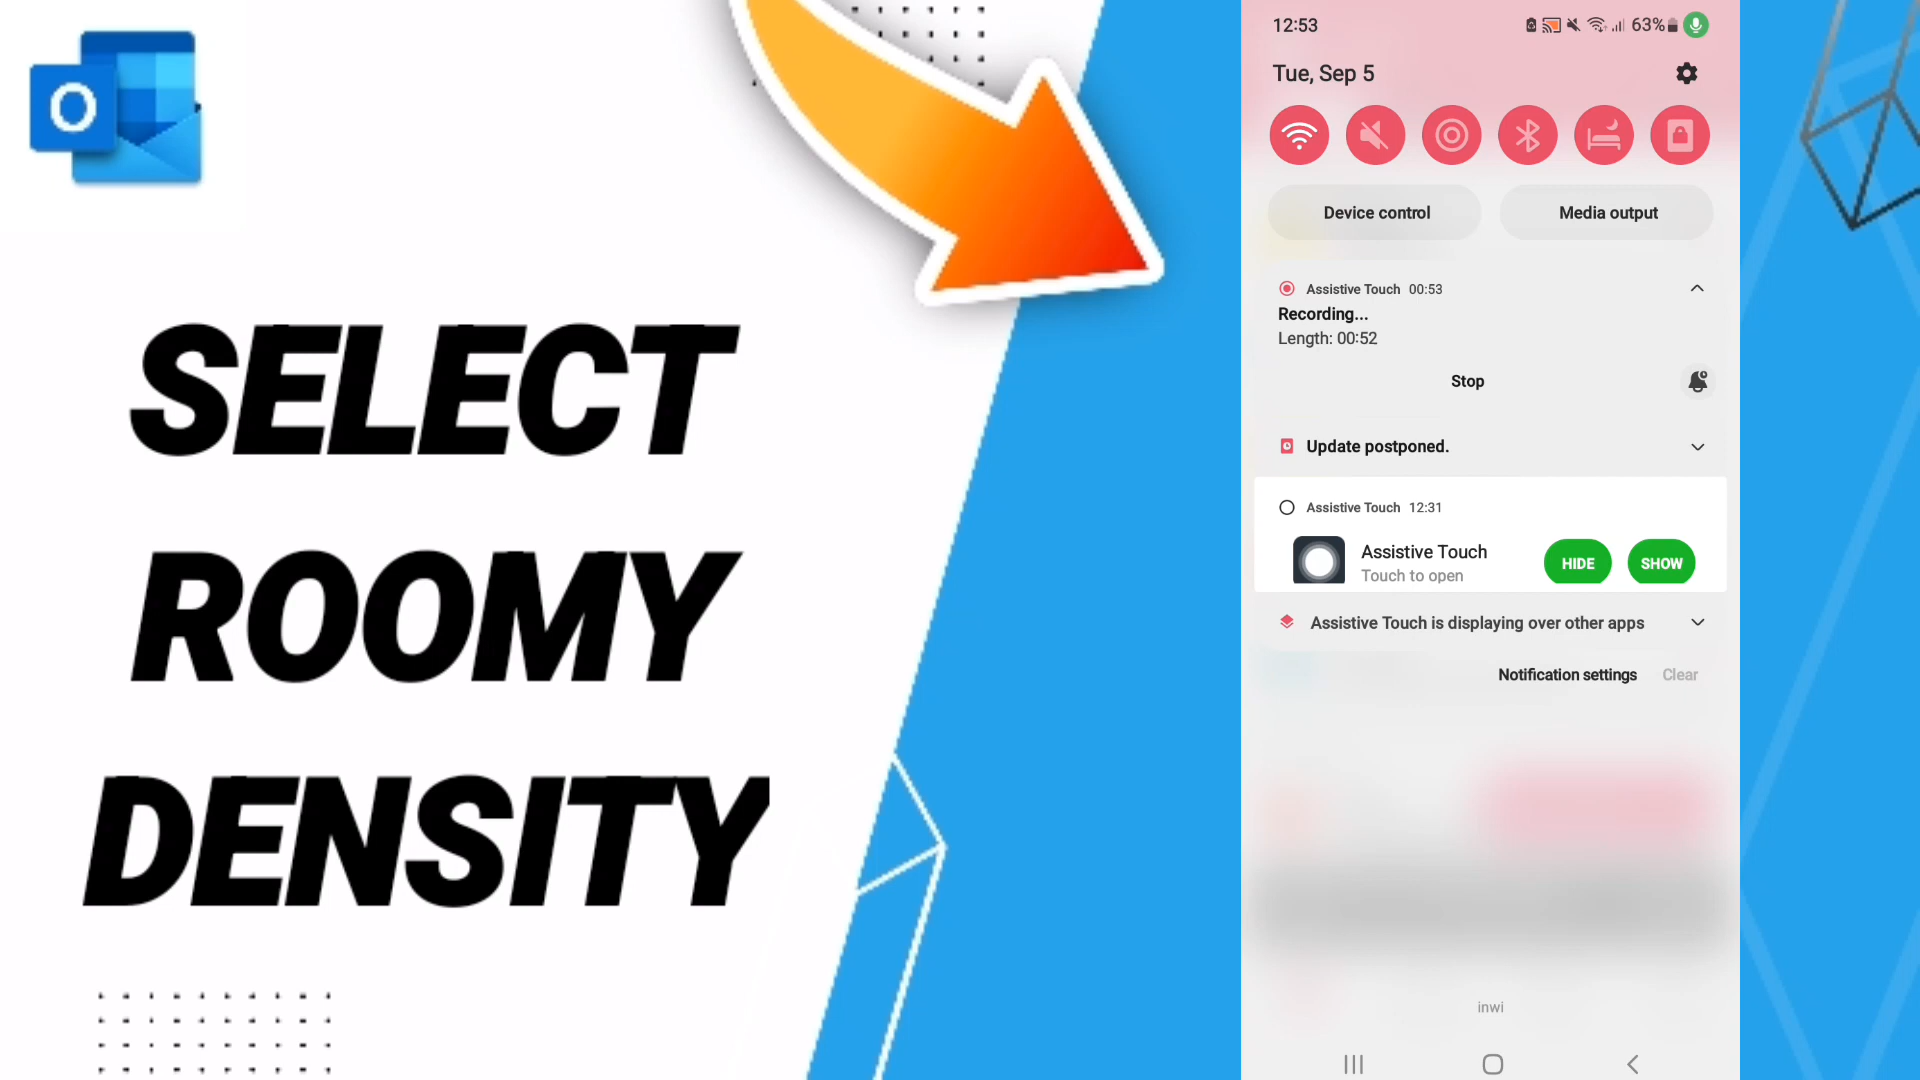 O
SELECT
ROOMY
DENSITY
12:53
63%
Tue, Sep 5
Device control
Media output
Assistive Touch 00:53
Recording...
Length: 00:52
Stop
Update postponed.
Assistive Touch 12:31
Assistive Touch
Touch to open
HIDE
SHOW
Assistive Touch is displaying over other apps
Notification settings
Clear
inwi